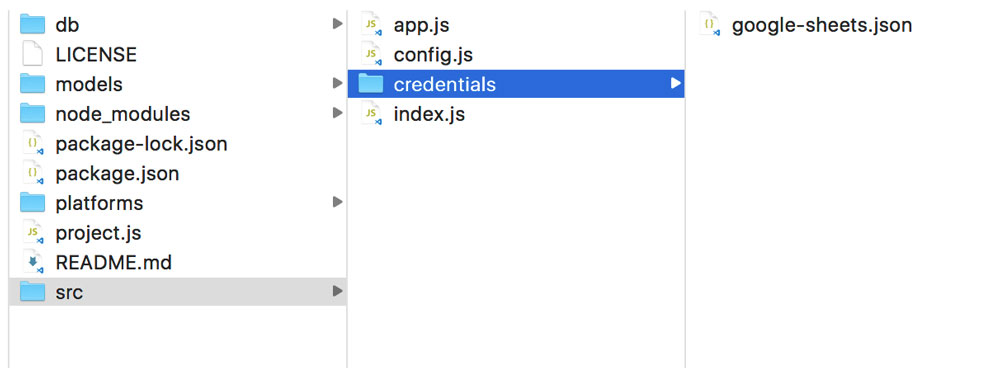 db
LICENSE
models
node_modules
package-lock.json
package.json
platforms
project.js
README.md
src
app.js
config.js
credentials
index.js
google-sheets.json